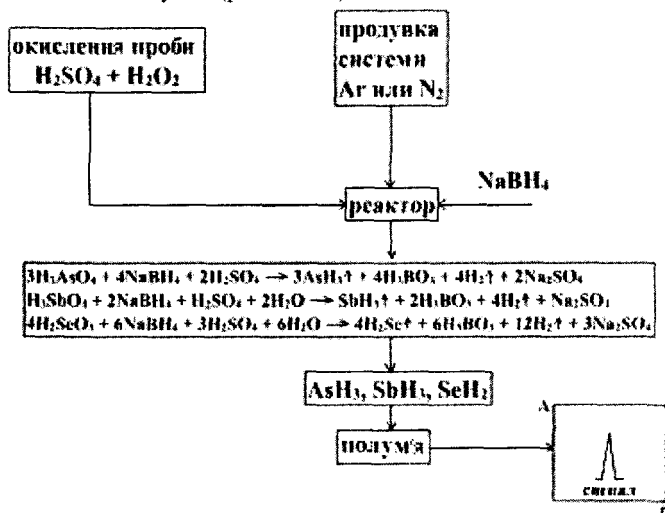 окислення проби
H₂SO₄ + H₂O₂
продувка
системи
Ar или N₂
NaBH₄
реактор
3H₃AsO₄ + 4NaBH₄ + 2H₂SO₄ → 3AsH₃↑ + 4H₃BO₃ + 4H₂↑ + 2Na₂SO₄
H₃SbO₄ + 2NaBH₄ + H₂SO₄ + 2H₂O → SbH₃↑ + 2H₃BO₃ + 4H₂↑ + Na₂SO₄
4H₂SeO₃ + 6NaBH₄ + 3H₂SO₄ + 6H₂O → 4H₂Se↑ + 6H₃BO₃ + 12H₂↑ + 3Na₂SO₄
AsH₃, SbH₃, SeH₂
полум'я
A
сигнал